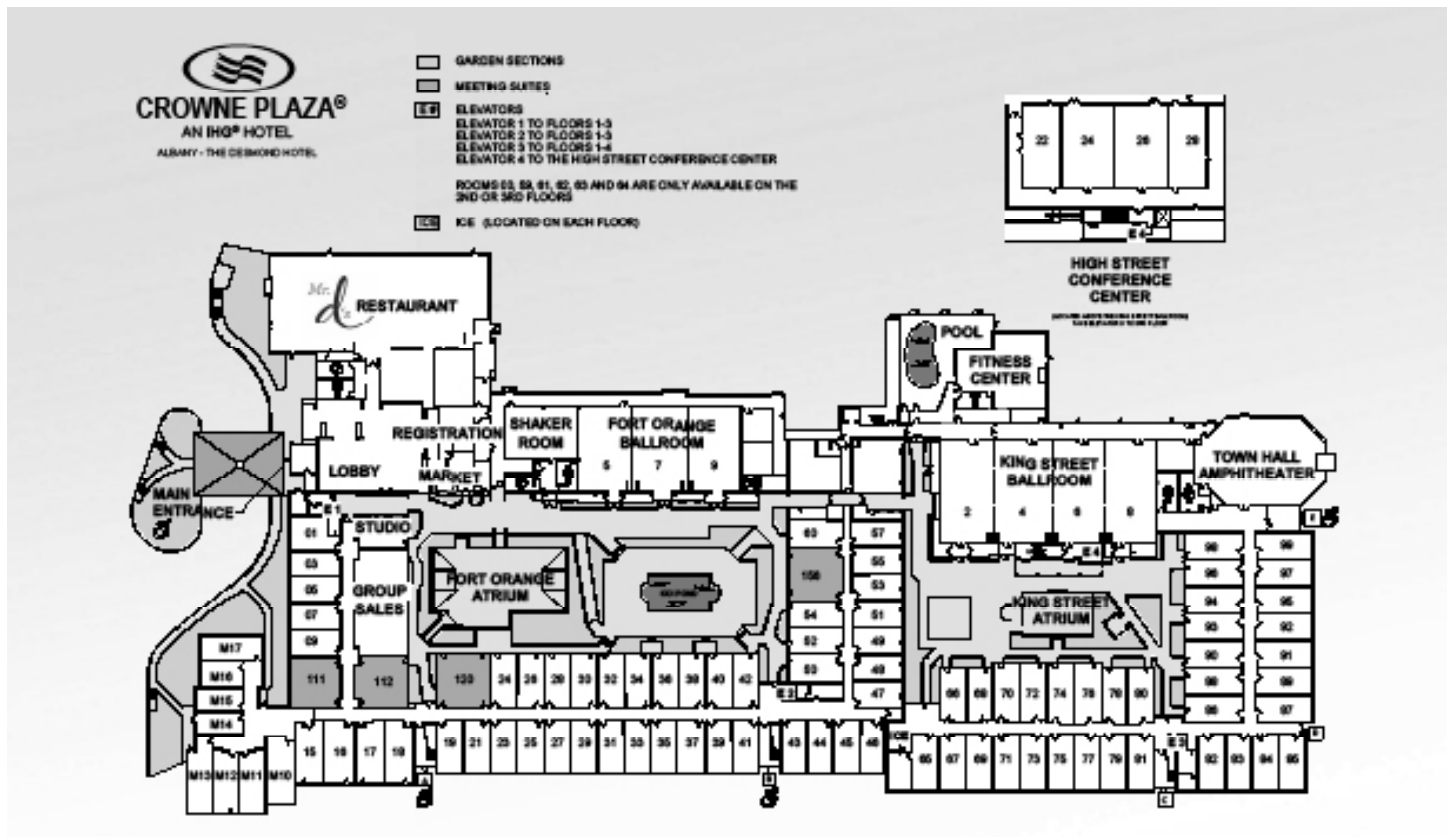 CROWNE PLAZA®
AN IHG® HOTEL
ALBANY - THE DESMOND HOTEL
GARDEN SECTIONS
MEETING SUITES
E # ELEVATORS
ELEVATOR 1 TO FLOORS 1-3
ELEVATOR 2 TO FLOORS 1-3
ELEVATOR 3 TO FLOORS 1-4
ELEVATOR 4 TO THE HIGH STREET CONFERENCE CENTER
ROOMS 03, 59, 61, 62, 63 AND 64 ARE ONLY AVAILABLE ON THE
2ND OR 3RD FLOORS
ICE ICE (LOCATED ON EACH FLOOR)
22 24 26 28
E 4
HIGH STREET
CONFERENCE
CENTER
Mr. d's RESTAURANT
POOL
FITNESS
CENTER
REGISTRATION
LOBBY
MARKET
SHAKER
ROOM
FORT ORANGE
BALLROOM
5 7 9
KING STREET
BALLROOM
2 4 6 8
E 4
TOWN HALL
AMPHITHEATER
MAIN
ENTRANCE
E 1
STUDIO
GROUP
SALES
FORT ORANGE
ATRIUM
KING STREET
ATRIUM
01
03
05
07
09
111
112
120
24 26 28 30 32 34 36 38 40 42
60
158
54
52
50
E 2
57
55
53
51
49
48
47
68 69 70 72 74 76 78 80
98 99
96 97
94 95
93 92
90 91
M17
M16
M15
M14
M13 M12 M11 M10
15 16 17 18
19 21 23 25 27 29 31 33 35 37 39 41
43 44 45 46
ICE
65 67 69 71 73 75 77 79 81
E 3
82 83 84 85